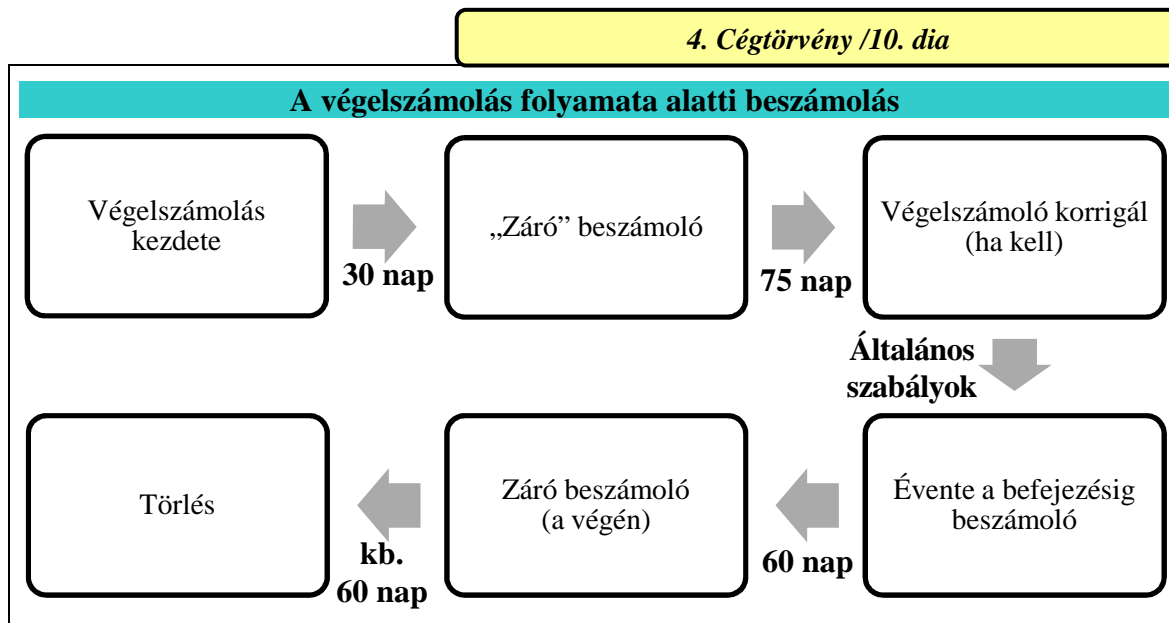 4. Cégtörvény /10. dia
A végelszámolás folyamata alatti beszámolás
Végelszámolás
kezdete
30 nap
„Záró” beszámoló
75 nap
Végelszámoló korrigál
(ha kell)
Általános
szabályok
Évente a befejezésig
beszámoló
60 nap
Záró beszámoló
(a végén)
kb.
60 nap
Törlés